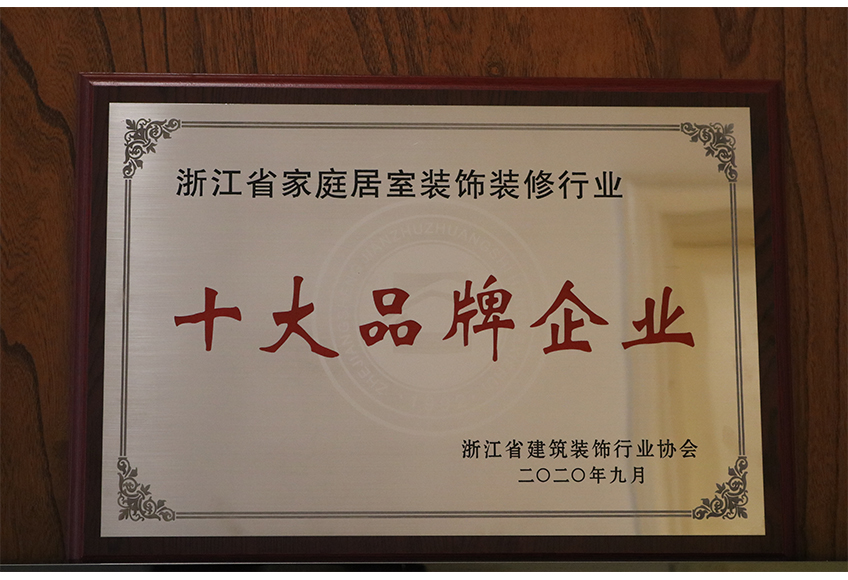 浙江省家庭居室装饰装修行业
十大品牌企业
浙江省建筑装饰行业协会
二〇二〇年九月